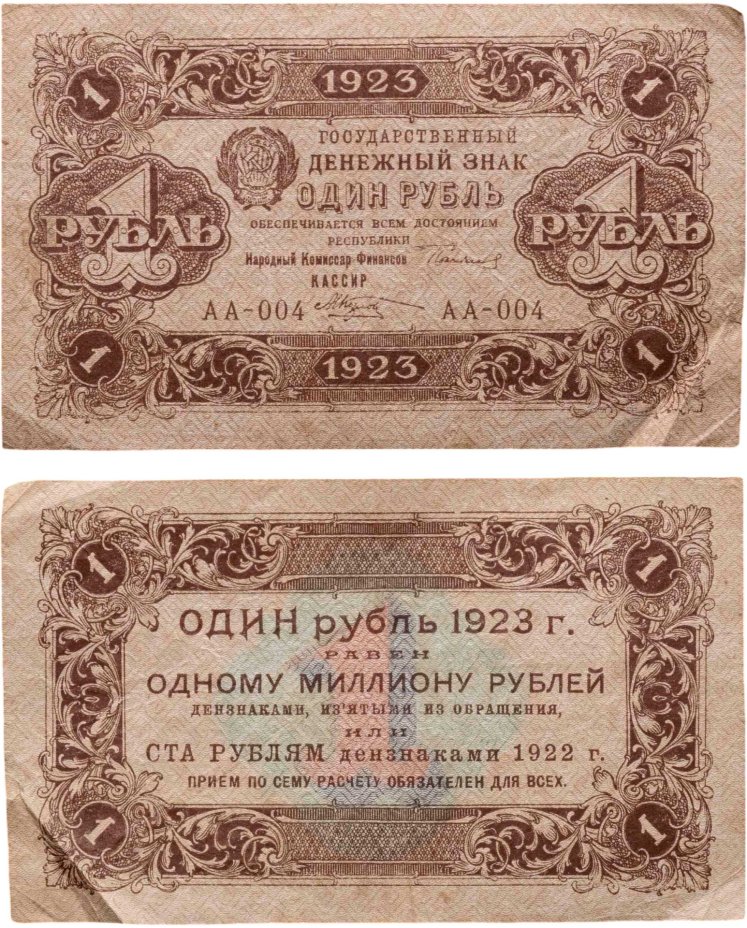 1 1923 1
ГОСУДАРСТВЕННЫЙ
ДЕНЕЖНЫЙ ЗНАК
ОДИН РУБЛЬ
1 РУБЛЬ
1 РУБЛЬ
ОБЕСПЕЧИВАЕТСЯ ВСЕМ ДОСТОЯНИЕМ
РЕСПУБЛИКИ
Народный Комиссар Финансов
КАССИР
АА-004 АА-004
1 1923 1
1 1
ОДИН рубль 1923 г.
РАВЕН
ОДНОМУ МИЛЛИОНУ РУБЛЕЙ
ДЕНЗНАКАМИ, ИЗ'ЯТЫМИ ИЗ ОБРАЩЕНИЯ,
ИЛИ
СТА РУБЛЯМ дензнаками 1922 г.
ПРИЕМ ПО СЕМУ РАСЧЕТУ ОБЯЗАТЕЛЕН ДЛЯ ВСЕХ.
1 1